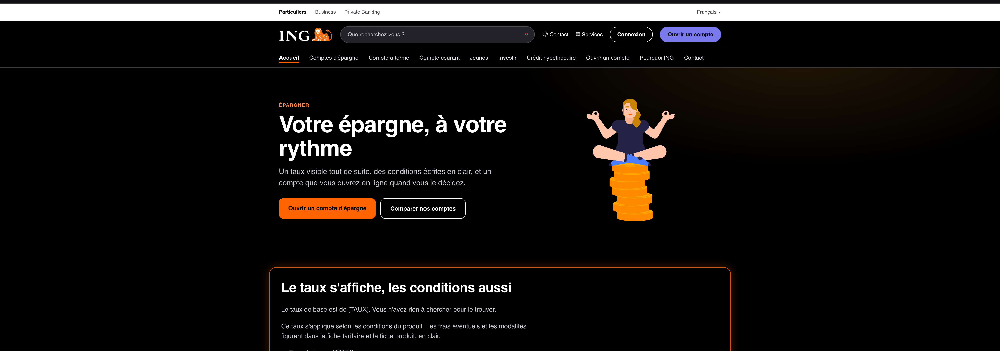 Particuliers Business Private Banking Français
ING Que recherchez-vous ? Contact Services Connexion Ouvrir un compte
Accueil Comptes d'épargne Compte à terme Compte courant Jeunes Investir Crédit hypothécaire Ouvrir un compte Pourquoi ING Contact
ÉPARGNER
Votre épargne, à votre
rythme
Un taux visible tout de suite, des conditions écrites en clair, et un
compte que vous ouvrez en ligne quand vous le décidez.
Ouvrir un compte d'épargne Comparer nos comptes
Le taux s'affiche, les conditions aussi
Le taux de base est de [TAUX]. Vous n'avez rien à chercher pour le trouver.
Ce taux s'applique selon les conditions du produit. Les frais éventuels et les modalités
figurent dans la fiche tarifaire et la fiche produit, en clair.